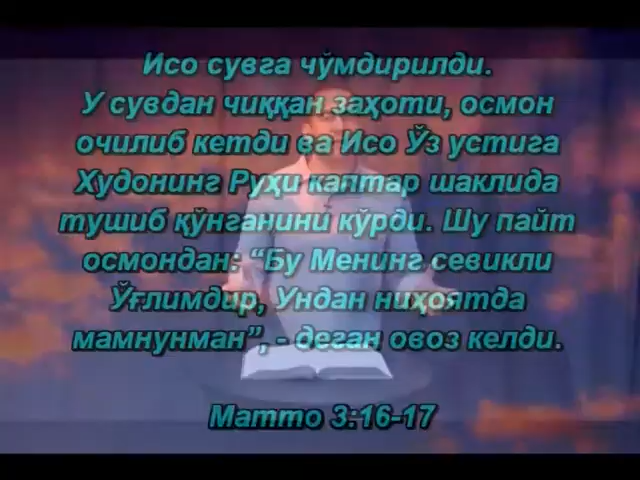 Исо сувга чўмдирилди.
У сувдан чиққан заҳоти, осмон
очилиб кетди ва Исо Ўз устига
Худонинг Руҳи каптар шаклида
тушиб қўнганини кўрди. Шу пайт
осмондан: “Бу Менинг севикли
Ўғлимдир, Ундан ниҳоятда
мамнунман”, - деган овоз келди.
Матто 3:16-17